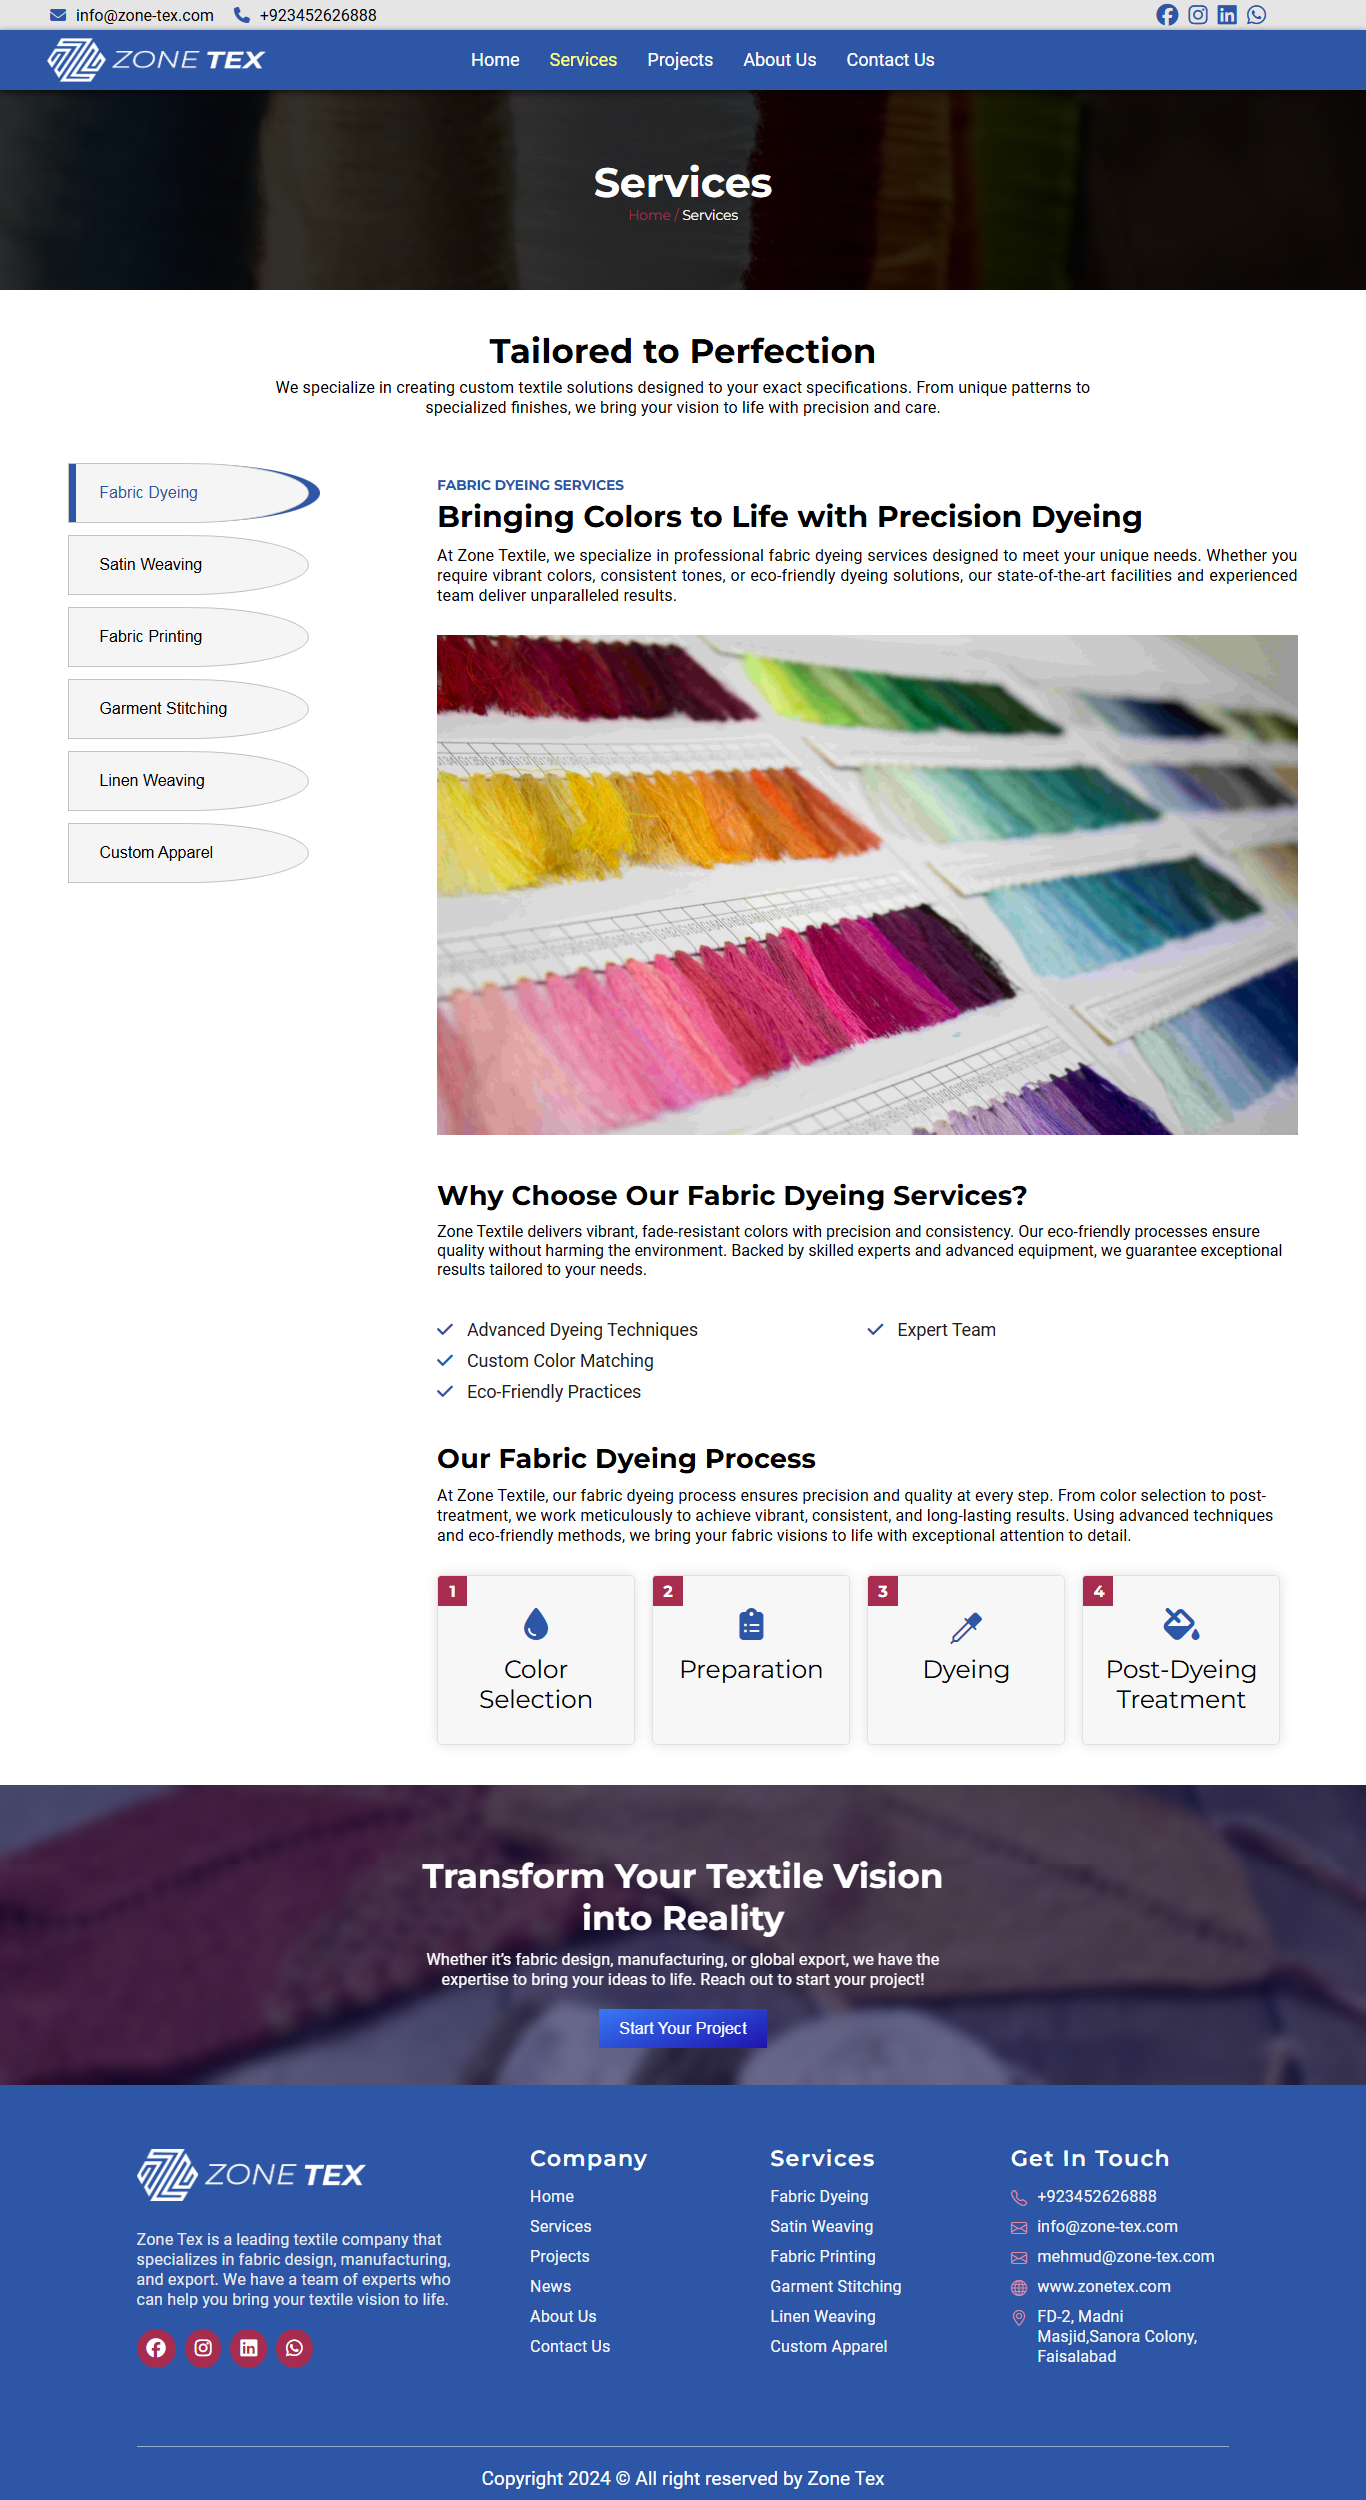 info@zone-tex.com +923452626888
ZONE TEX
Home Services Projects About Us Contact Us
Services
Home / Services
Tailored to Perfection
We specialize in creating custom textile solutions designed to your exact specifications. From unique patterns to
specialized finishes, we bring your vision to life with precision and care.
Fabric Dyeing
Satin Weaving
Fabric Printing
Garment Stitching
Linen Weaving
Custom Apparel
FABRIC DYEING SERVICES
Bringing Colors to Life with Precision Dyeing
At Zone Textile, we specialize in professional fabric dyeing services designed to meet your unique needs. Whether you
require vibrant colors, consistent tones, or eco-friendly dyeing solutions, our state-of-the-art facilities and experienced
team deliver unparalleled results.
Why Choose Our Fabric Dyeing Services?
Zone Textile delivers vibrant, fade-resistant colors with precision and consistency. Our eco-friendly processes ensure
quality without harming the environment. Backed by skilled experts and advanced equipment, we guarantee exceptional
results tailored to your needs.
Advanced Dyeing Techniques
Custom Color Matching
Eco-Friendly Practices
Expert Team
Our Fabric Dyeing Process
At Zone Textile, our fabric dyeing process ensures precision and quality at every step. From color selection to post-
treatment, we work meticulously to achieve vibrant, consistent, and long-lasting results. Using advanced techniques
and eco-friendly methods, we bring your fabric visions to life with exceptional attention to detail.
1
Color
Selection
2
Preparation
3
Dyeing
4
Post-Dyeing
Treatment
Transform Your Textile Vision
into Reality
Whether it's fabric design, manufacturing, or global export, we have the
expertise to bring your ideas to life. Reach out to start your project!
Start Your Project
ZONE TEX
Zone Tex is a leading textile company that
specializes in fabric design, manufacturing,
and export. We have a team of experts who
can help you bring your textile vision to life.
Company
Home
Services
Projects
News
About Us
Contact Us
Services
Fabric Dyeing
Satin Weaving
Fabric Printing
Garment Stitching
Linen Weaving
Custom Apparel
Get In Touch
+923452626888
info@zone-tex.com
mehmud@zone-tex.com
www.zonetex.com
FD-2, Madni
Masjid,Sanora Colony,
Faisalabad
Copyright 2024 © All right reserved by Zone Tex